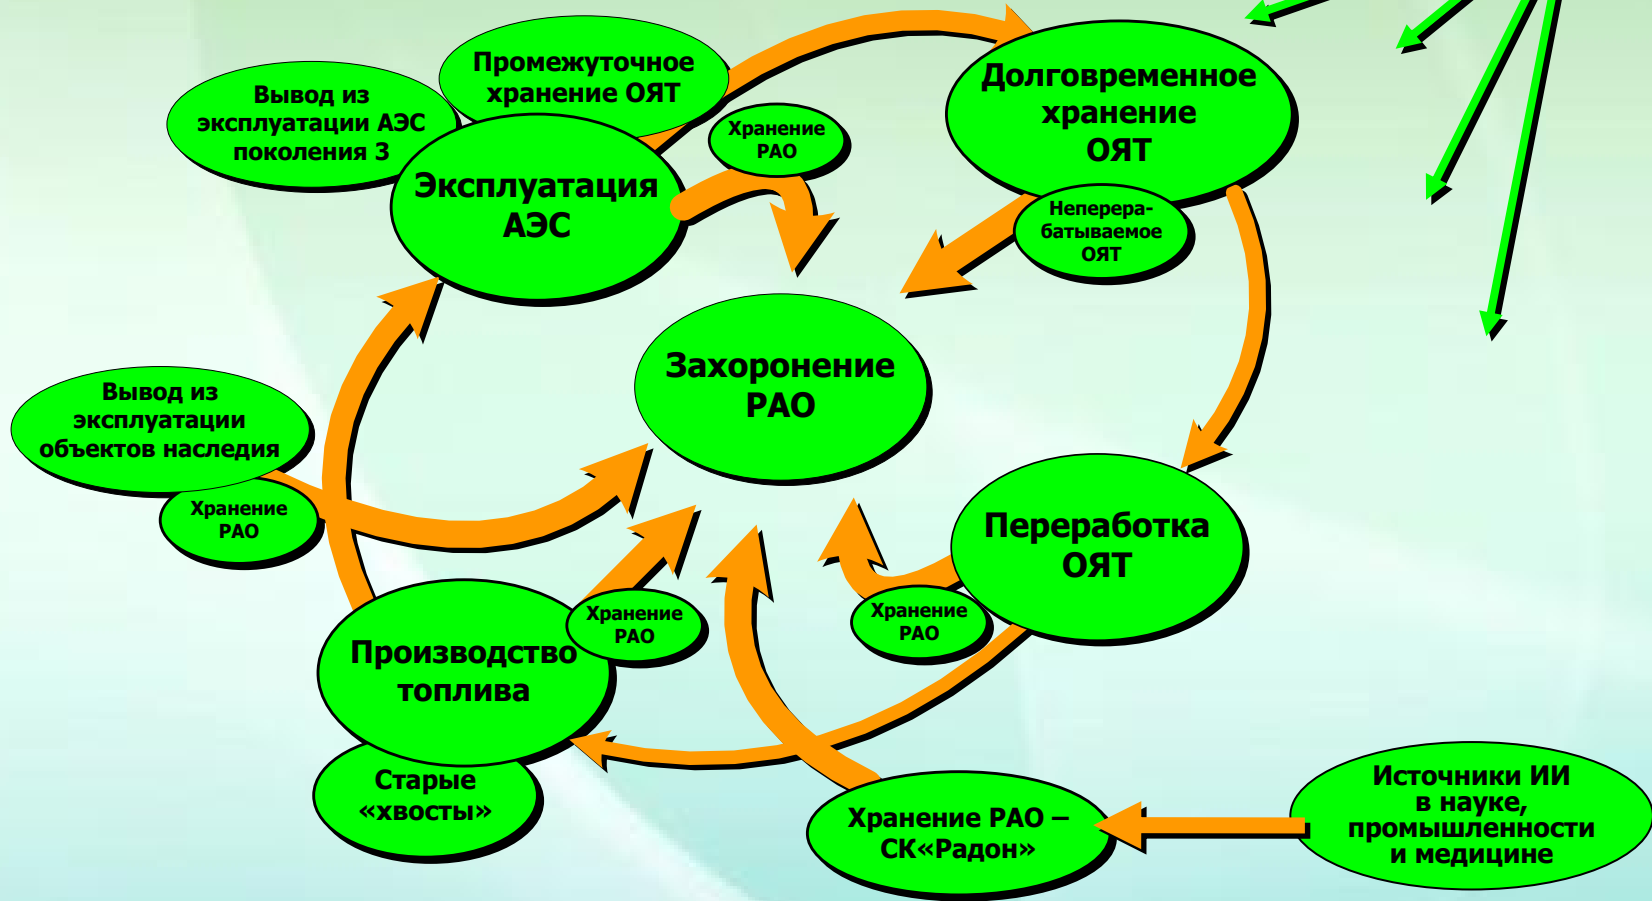 Промежуточное
хранение ОЯТ
Вывод из
эксплуатации АЭС
поколения 3
Эксплуатация
АЭС
Хранение
РАО
Долговременное
хранение
ОЯТ
Неперера-
батываемое
ОЯТ
Захоронение
РАО
Вывод из
эксплуатации
объектов наследия
Хранение
РАО
Переработка
ОЯТ
Хранение
РАО
Хранение
РАО
Производство
топлива
Старые
«хвосты»
Хранение РАО –
СК«Радон»
Источники ИИ
в науке,
промышленности
и медицине